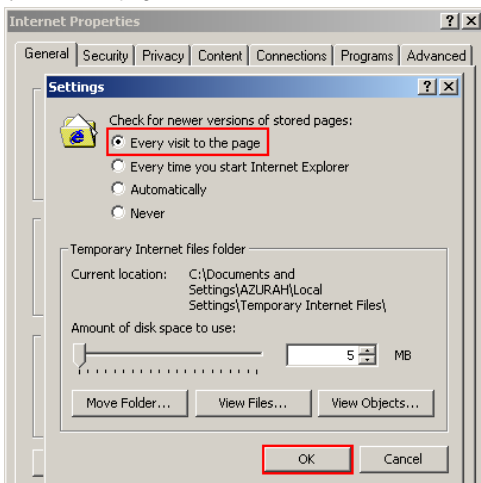 Internet Properties
General Security Privacy Content Connections Programs Advanced
Settings
Check for newer versions of stored pages:
Every visit to the page
Every time you start Internet Explorer
Automatically
Never
Temporary Internet files folder
Current location: C:\Documents and
Settings\AZURAH\Local
Settings\Temporary Internet Files\
Amount of disk space to use:
5 MB
Move Folder... View Files... View Objects...
OK Cancel